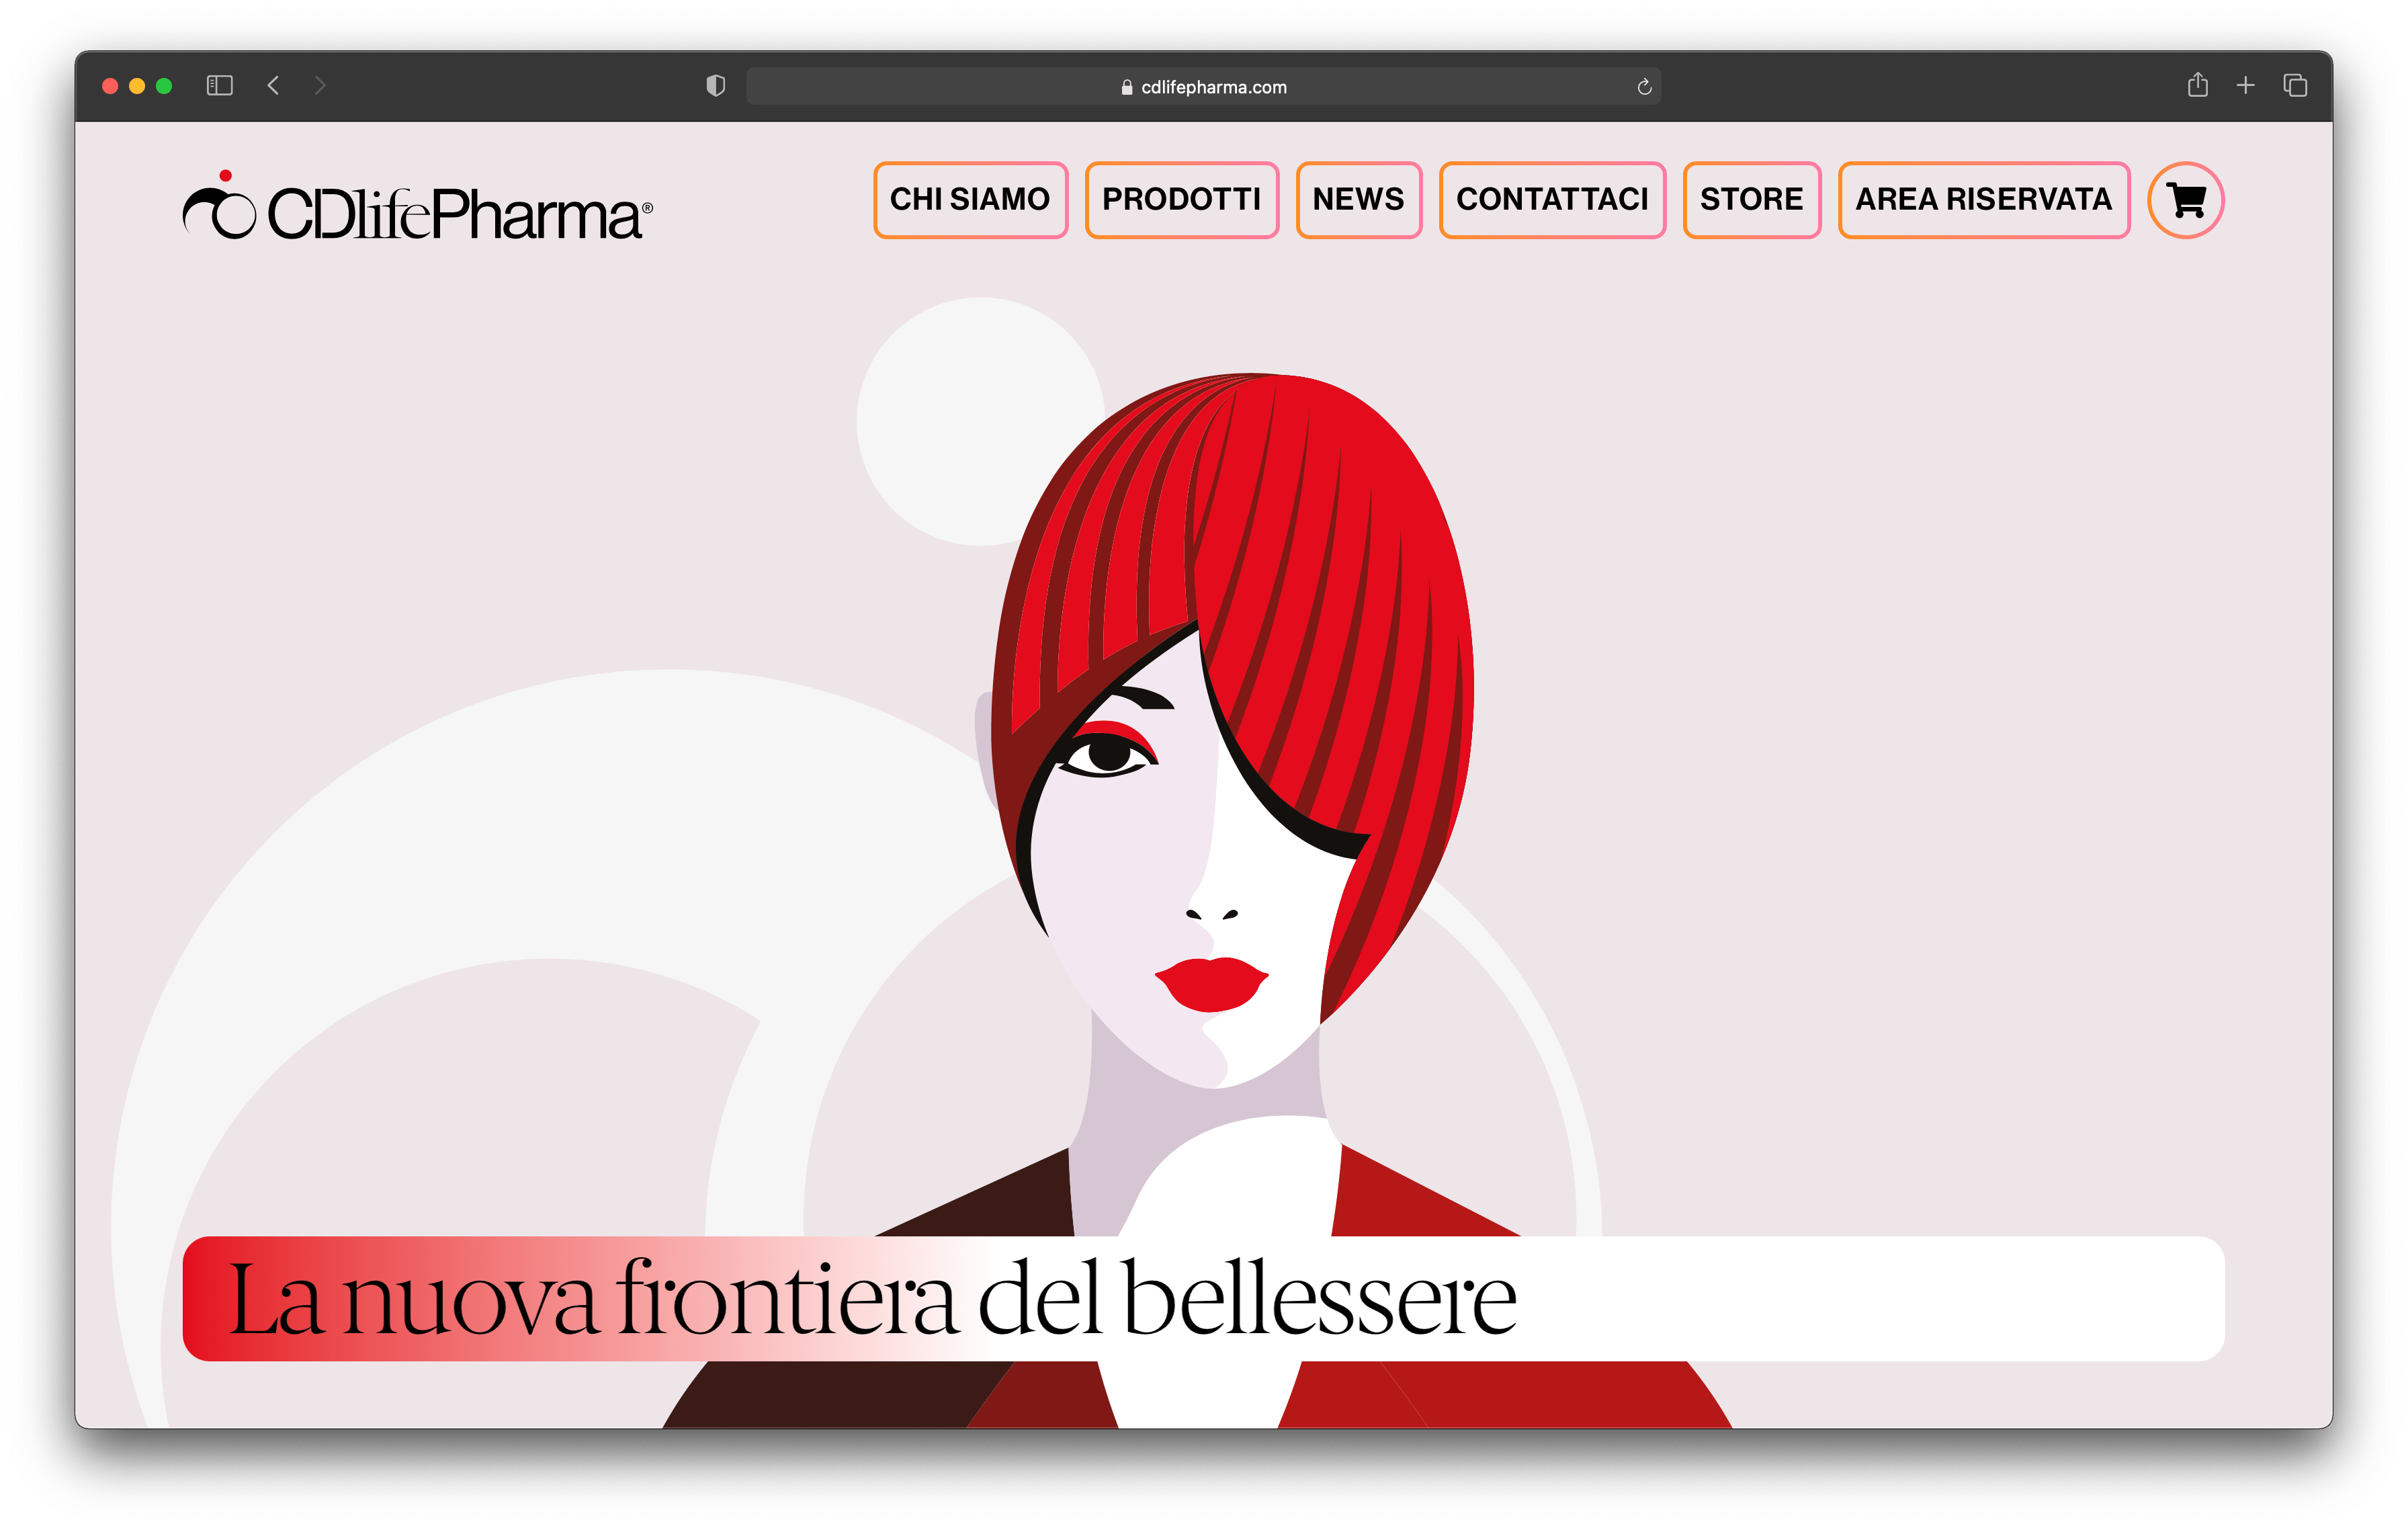 cdlifepharma.com
CDlifePharma®
CHI SIAMO
PRODOTTI
NEWS
CONTATTACI
STORE
AREA RISERVATA
La nuova frontiera del bellessere